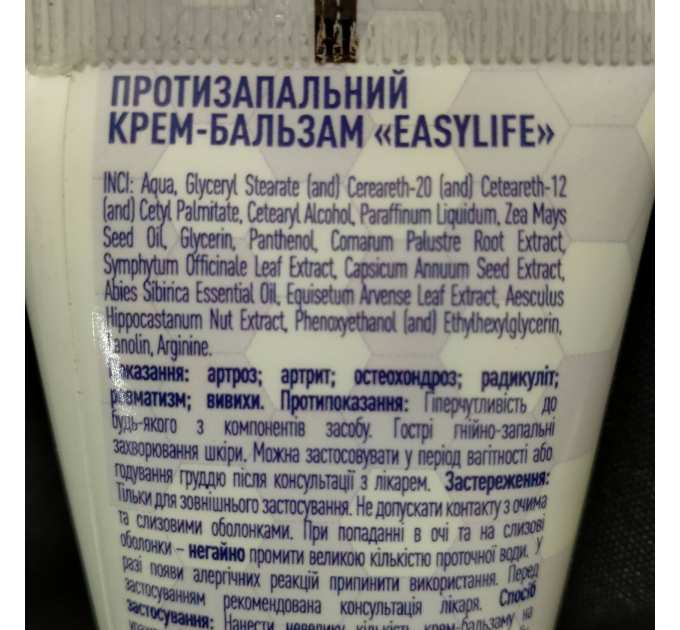 ПРОТИЗАПАЛЬНИЙ
КРЕМ-БАЛЬЗАМ «EASYLIFE»
INCI: Aqua, Glyceryl Stearate (and) Cereareth-20 (and) Ceteareth-12
(and) Cetyl Palmitate, Cetearyl Alcohol, Paraffinum Liquidum, Zea Mays
Seed Oil, Glycerin, Panthenol, Comarum Palustre Root Extract,
Symphytum Officinale Leaf Extract, Capsicum Annuum Seed Extract,
Abies Sibirica Essential Oil, Equisetum Arvense Leaf Extract, Aesculus
Hippocastanum Nut Extract, Phenoxyethanol (and) Ethylhexylglycerin,
Lanolin, Arginine.
Показання: артроз; артрит; остеохондроз; радикуліт;
ревматизм; вивихи. Протипоказання: Гіперчутливість до
будь-якого з компонентів засобу. Гострі гнійно-запальні
захворювання шкіри. Можна застосовувати у період вагітності або
годування груддю після консультації з лікарем. Застереження:
Тільки для зовнішнього застосування. Не допускати контакту з очима
та слизовими оболонками. При попаданні в очі та на слизові
оболонки – негайно промити великою кількістю проточної води. У
разі появи алергічних реакцій припинити використання. Перед
застосуванням рекомендована консультація лікаря. Спосіб
застосування: Нанести невелику кількість крем-бальзаму на